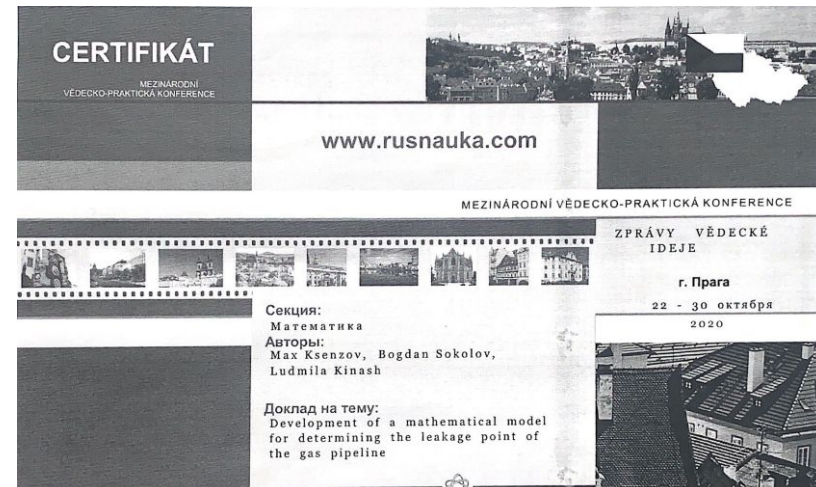 CERTIFIKÁT
MEZINÁRODNÍ
VĚDECKO-PRAKTICKÁ KONFERENCE
www.rusnauka.com
MEZINÁRODNÍ VĚDECKO-PRAKTICKÁ KONFERENCE
ZPRÁVY VĚDECKÉ
IDEJE
г. Прага
22 - 30 октября
2020
Секция:
Математика
Авторы:
Max Ksenzov, Bogdan Sokolov,
Ludmila Kinash
Доклад на тему:
Development of a mathematical model
for determining the leakage point of
the gas pipeline